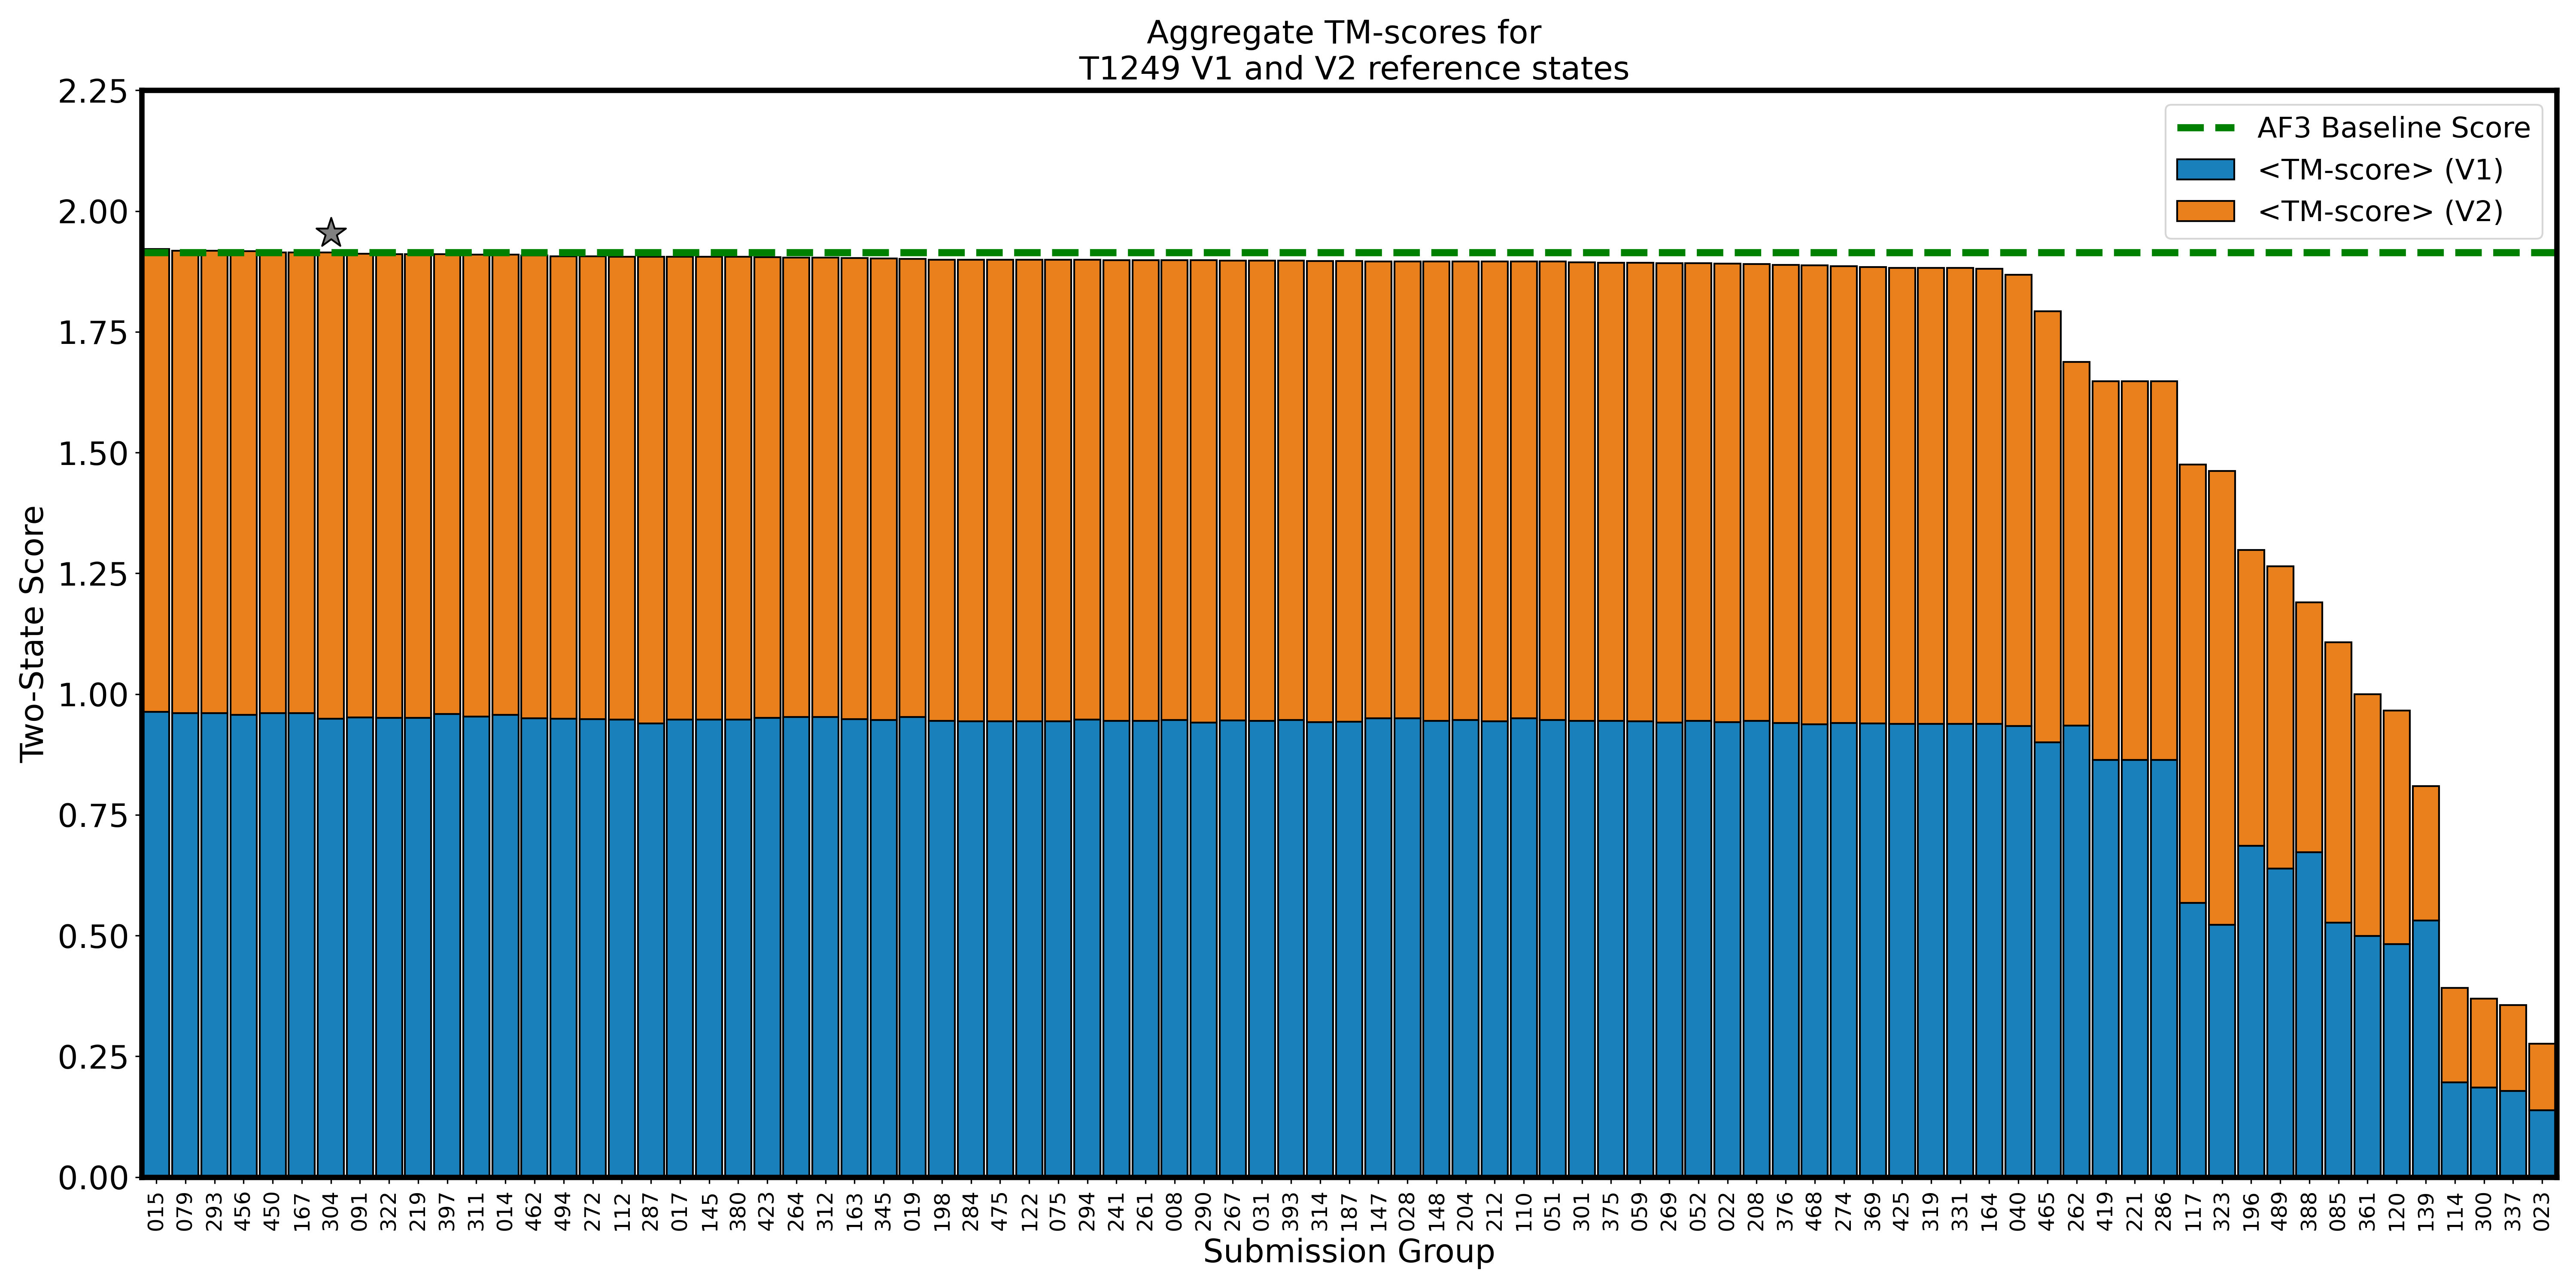 Aggregate TM-scores for
T1249 V1 and V2 reference states
2.25
2.00
1.75
1.50
1.25
1.00
0.75
0.50
0.25
0.00
Two-State Score
AF3 Baseline Score
<TM-score> (V1)
<TM-score> (V2)
015 079 293 456 450 167 304 091 322 219 397 311 014 462 494 272 112 287 017 145 380 423 264 312 163 345 019 198 284 475 122 075 294 241 261 008 290 267 031 393 314 187 147 028 148 204 212 110 051 301 375 059 269 052 022 208 376 468 274 369 425 319 331 164 040 465 262 419 221 286 117 323 196 489 388 085 361 120 139 114 300 337 023
Submission Group